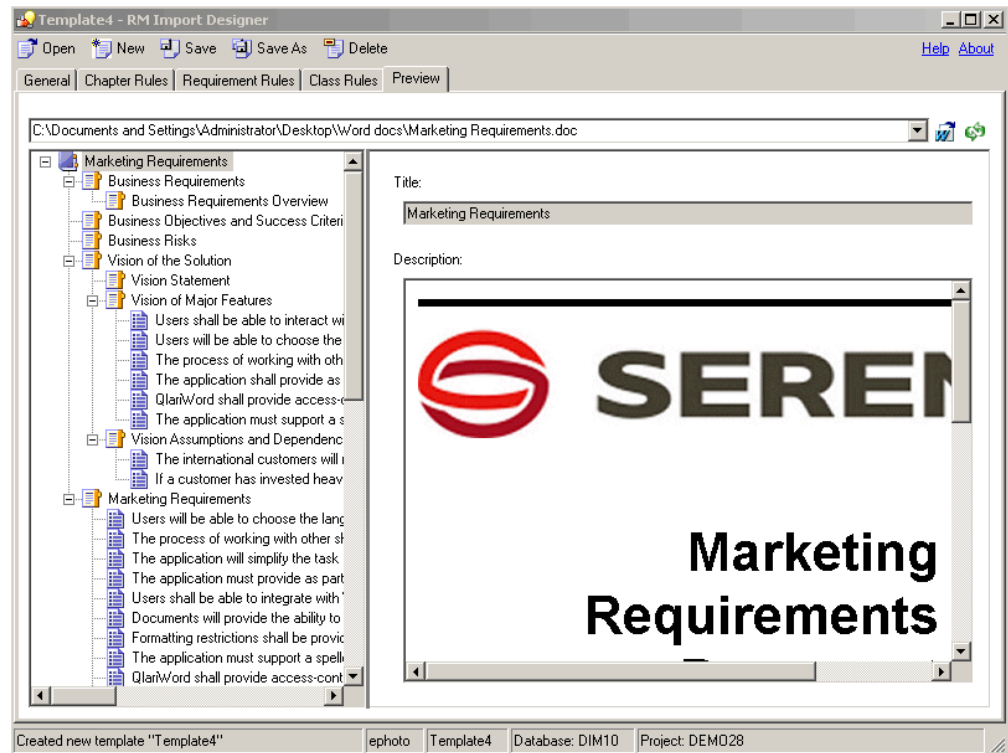 Template4 - RM Import Designer
Open New Save Save As Delete Help About
General Chapter Rules Requirement Rules Class Rules Preview
C:\Documents and Settings\Administrator\Desktop\Word docs\Marketing Requirements.doc
Marketing Requirements
Business Requirements
Business Requirements Overview
Business Objectives and Success Criteri
Business Risks
Vision of the Solution
Vision Statement
Vision of Major Features
Users shall be able to interact wi
Users will be able to choose the
The process of working with oth
The application shall provide as
QlariWord shall provide access-c
The application must support a s
Vision Assumptions and Dependenc
The international customers will
If a customer has invested heav
Marketing Requirements
Users will be able to choose the lang
The process of working with other sh
The application will simplify the task
The application must provide as part
Users shall be able to integrate with
Documents will provide the ability to
Formatting restrictions shall be provic
The application must support a spelle
QlariWord shall provide access-cont
Title:
Marketing Requirements
Description:
SEREN
Marketing
Requirements
Created new template "Template4" ephoto Template4 Database: DIM10 Project: DEMO28